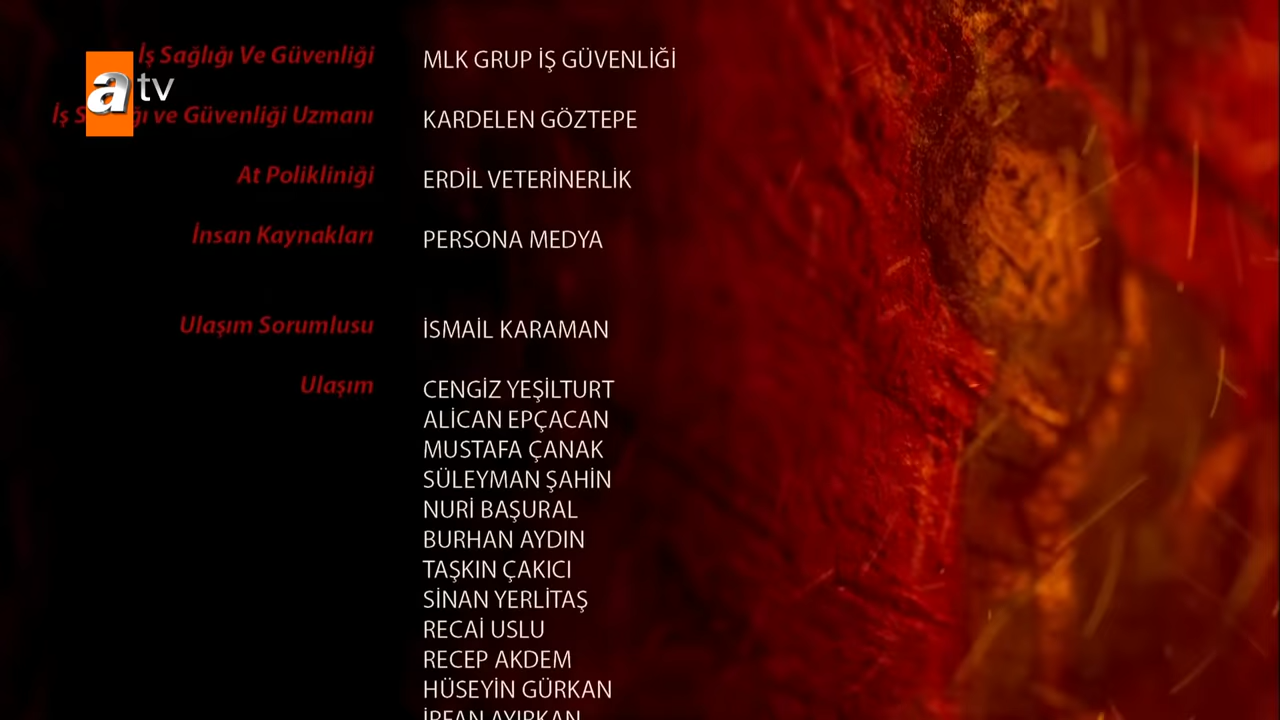 İş Sağlığı Ve Güvenliği MLK GRUP İŞ GÜVENLİĞİ
atv
İş ve Güvenliği Uzmanı KARDELEN GÖZTEPE
At Polikliniği ERDİL VETERİNERLİK
İnsan Kaynakları PERSONA MEDYA
Ulaşım Sorumlusu İSMAİL KARAMAN
Ulaşım CENGİZ YEŞİLTURT
ALİCAN EPÇACAN
MUSTAFA ÇANAK
SÜLEYMAN ŞAHİN
NURİ BAŞURAL
BURHAN AYDIN
TAŞKIN ÇAKICI
SİNAN YERLİTAŞ
RECAİ USLU
RECEP AKDEM
HÜSEYİN GÜRKAN
İRFAN AYIRKAN